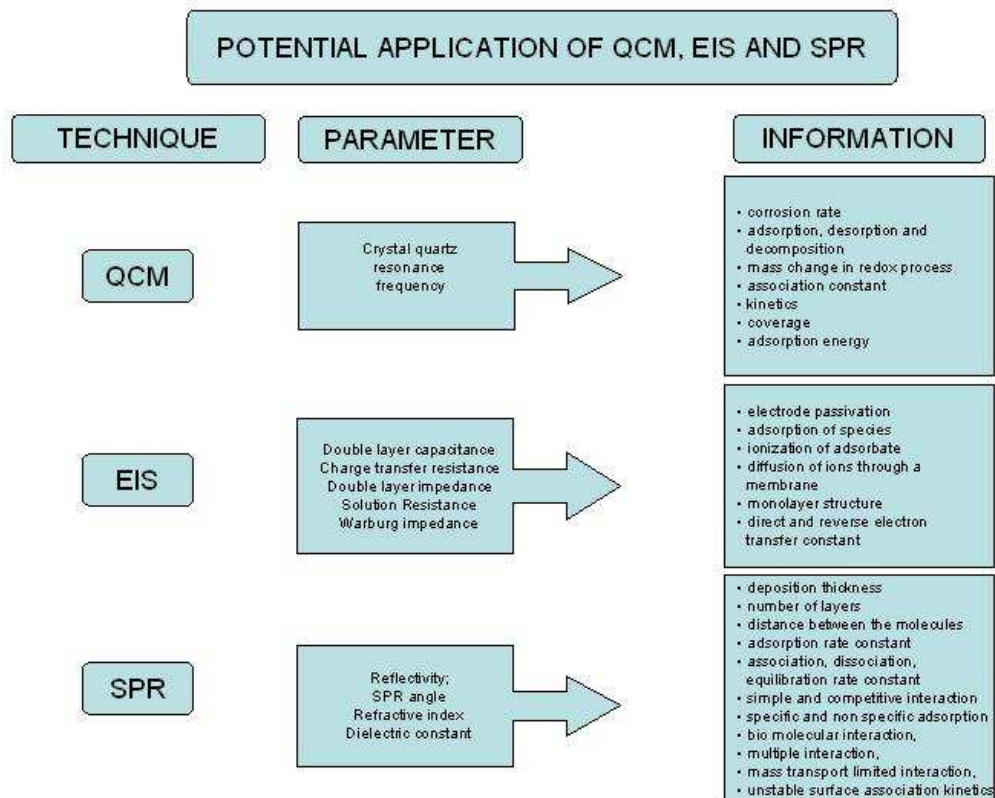 POTENTIAL APPLICATION OF QCM, EIS AND SPR
TECHNIQUE
PARAMETER
INFORMATION
QCM
Crystal quartz
resonance
frequency
• corrosion rate
• adsorption, desorption and
decomposition
• mass change in redox process
• association constant
• kinetics
• coverage
• adsorption energy
EIS
Double layer capacitance
Charge transfer resistance
Double layer impedance
Solution Resistance
Warburg impedance
• electrode passivation
• adsorption of species
• ionization of adsorbate
• diffusion of ions through a
membrane
• monolayer structure
• direct and reverse electron
transfer constant
SPR
Reflectivity;
SPR angle
Refractive index
Dielectric constant
• deposition thickness
• number of layers
• distance between the molecules
• adsorption rate constant
• association, dissociation,
equilibration rate constant
• simple and competitive interaction
• specific and non specific adsorption
• bio molecular interaction,
• multiple interaction,
• mass transport limited interaction,
• unstable surface association kinetics